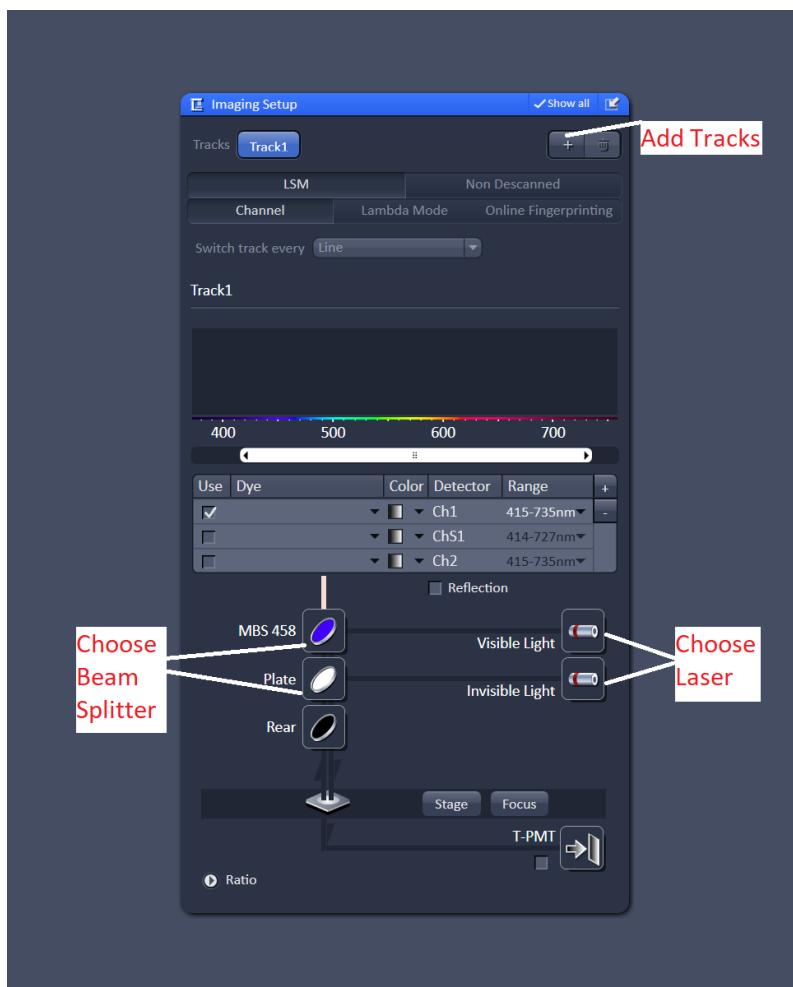 Imaging Setup
Show all
Tracks Track1 +
Add Tracks
LSM Non Descanned
Channel Lambda Mode Online Fingerprinting
Switch track every Line
Track1
400 500 600 700
Use Dye Color Detector Range +
Ch1 415-735nm -
ChS1 414-727nm
Ch2 415-735nm
Reflection
MBS 458
Visible Light
Plate
Invisible Light
Rear
Choose
Beam
Splitter
Choose
Laser
Stage Focus
T-PMT
Ratio